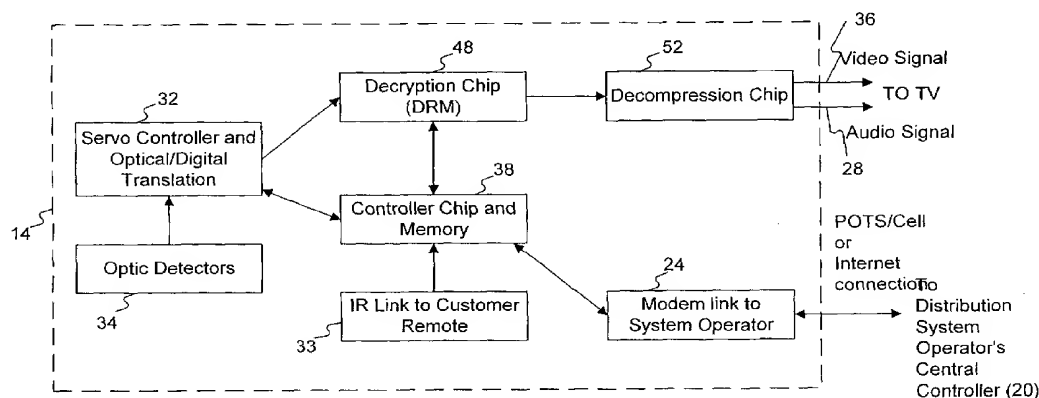 36
48
52
Video Signal
32
Decryption Chip
(DRM)
Decompression Chip
TO TV
Servo Controller and
Optical/Digital
Translation
Audio Signal
38
28
14
Controller Chip and
Memory
POTS/Cell
or
Internet
connection
Optic Detectors
24
34
IR Link to Customer
Remote
33
Modem link to
System Operator
To
Distribution
System
Operator's
Central
Controller (20)